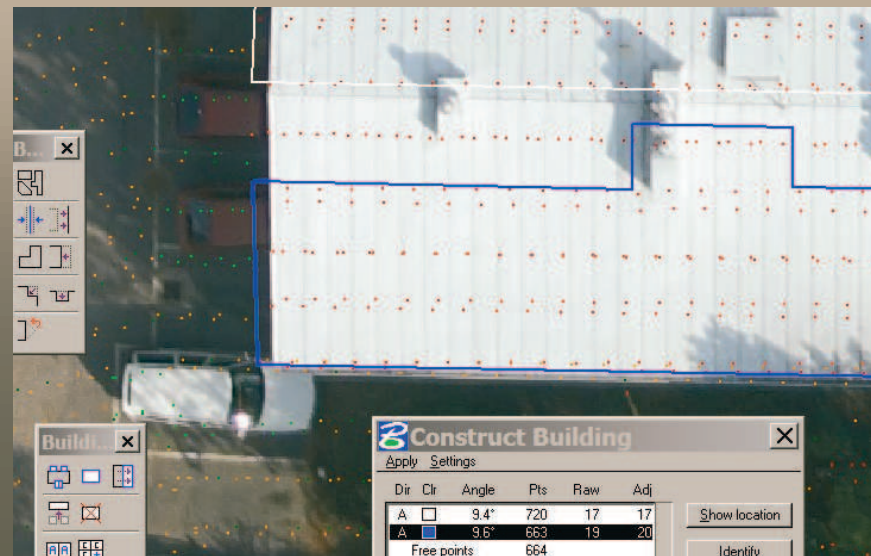 B...
Buildi...
Construct Building
Apply Settings
Dir Clr Angle Pts Raw Adj
A 9.4° 720 17 17
A 9.6° 663 19 20
Free points 664
Show location
Identify